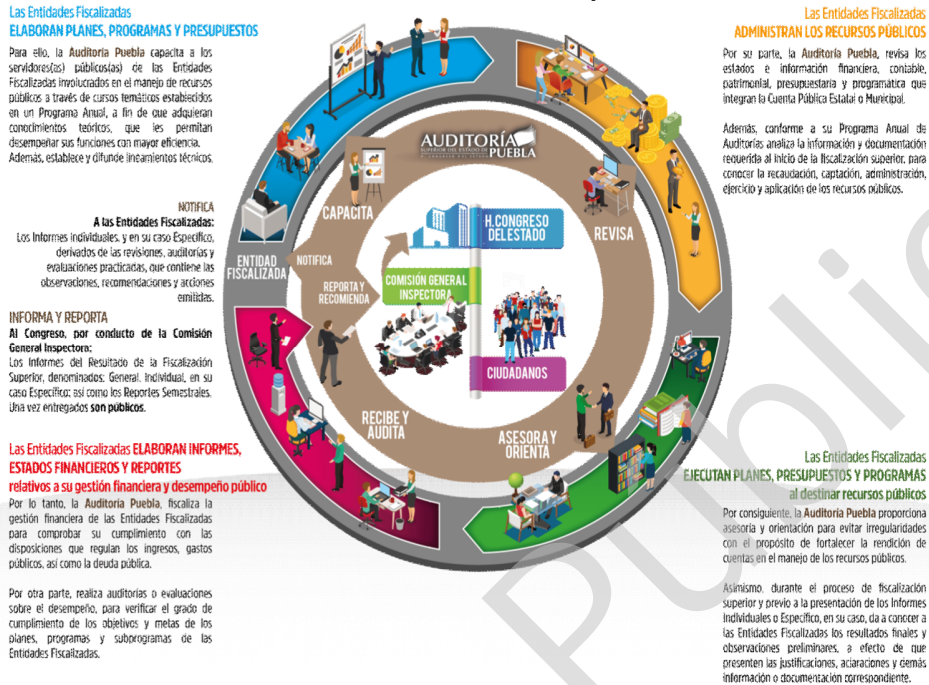 Las Entidades Fiscalizadas
ELABORAN PLANES, PROGRAMAS Y PRESUPUESTOS
Para ello, la Auditoría Puebla capacita a los
servidores(as) públicos(as) de las Entidades
Fiscalizadas involucrados en el manejo de recursos
públicos a través de cursos temáticos establecidos
en un Programa Anual, a fin de que adquieran
conocimientos teóricos, que les permitan
desempeñar sus funciones con mayor eficiencia.
Además, establece y difunde lineamientos técnicos.
NOTIFICA
A las Entidades Fiscalizadas:
Los Informes Individuales, y en su caso Específico,
derivados de las revisiones, auditorías y
evaluaciones practicadas, que contiene las
observaciones, recomendaciones y acciones
emitidas.
INFORMA Y REPORTA
Al Congreso, por conducto de la Comisión
General Inspectora:
Los Informes del Resultado de la Fiscalización
Superior, denominados: General, Individual, en su
caso Específico; así como los Reportes Semestrales.
Una vez entregados son públicos.
Las Entidades Fiscalizadas ELABORAN INFORMES,
ESTADOS FINANCIEROS Y REPORTES
relativos a su gestión financiera y desempeño público
Por lo tanto, la Auditoría Puebla, fiscaliza la
gestión financiera de las Entidades Fiscalizadas
para comprobar su cumplimiento con las
disposiciones que regulan los ingresos, gastos
públicos, así como la deuda pública.
Por otra parte, realiza auditorías o evaluaciones
sobre el desempeño, para verificar el grado de
cumplimiento de los objetivos y metas de los
planes, programas y subprogramas de las
Entidades Fiscalizadas.
AUDITORÍA
SUPERIOR DEL ESTADO DE PUEBLA
H. CONGRESO DEL ESTADO
CAPACITA
REVISA
H. CONGRESO
DEL ESTADO
ENTIDAD
FISCALIZADA
NOTIFICA
REPORTA Y
RECOMIENDA
COMISIÓN GENERAL
INSPECTORA
CIUDADANOS
RECIBE Y
AUDITA
ASESORA Y
ORIENTA
Las Entidades Fiscalizadas
ADMINISTRAN LOS RECURSOS PÚBLICOS
Por su parte, la Auditoría Puebla, revisa los
estados e información financiera, contable,
patrimonial, presupuestaria y programática que
integran la Cuenta Pública Estatal o Municipal.
Además, conforme a su Programa Anual de
Auditorías analiza la información y documentación
requerida al inicio de la fiscalización superior, para
conocer la recaudación, captación, administración,
ejercicio y aplicación de los recursos públicos.
Las Entidades Fiscalizadas
EJECUTAN PLANES, PRESUPUESTOS Y PROGRAMAS
al destinar recursos públicos
Por consiguiente, la Auditoría Puebla proporciona
asesoría y orientación para evitar irregularidades
con el propósito de fortalecer la rendición de
cuentas en el manejo de los recursos públicos.
Asimismo, durante el proceso de fiscalización
superior y previo a la presentación de los Informes
Individuales o Específico, en su caso, da a conocer a
las Entidades Fiscalizadas los resultados finales y
observaciones preliminares, a efecto de que
presenten las justificaciones, aclaraciones y demás
información o documentación correspondiente.